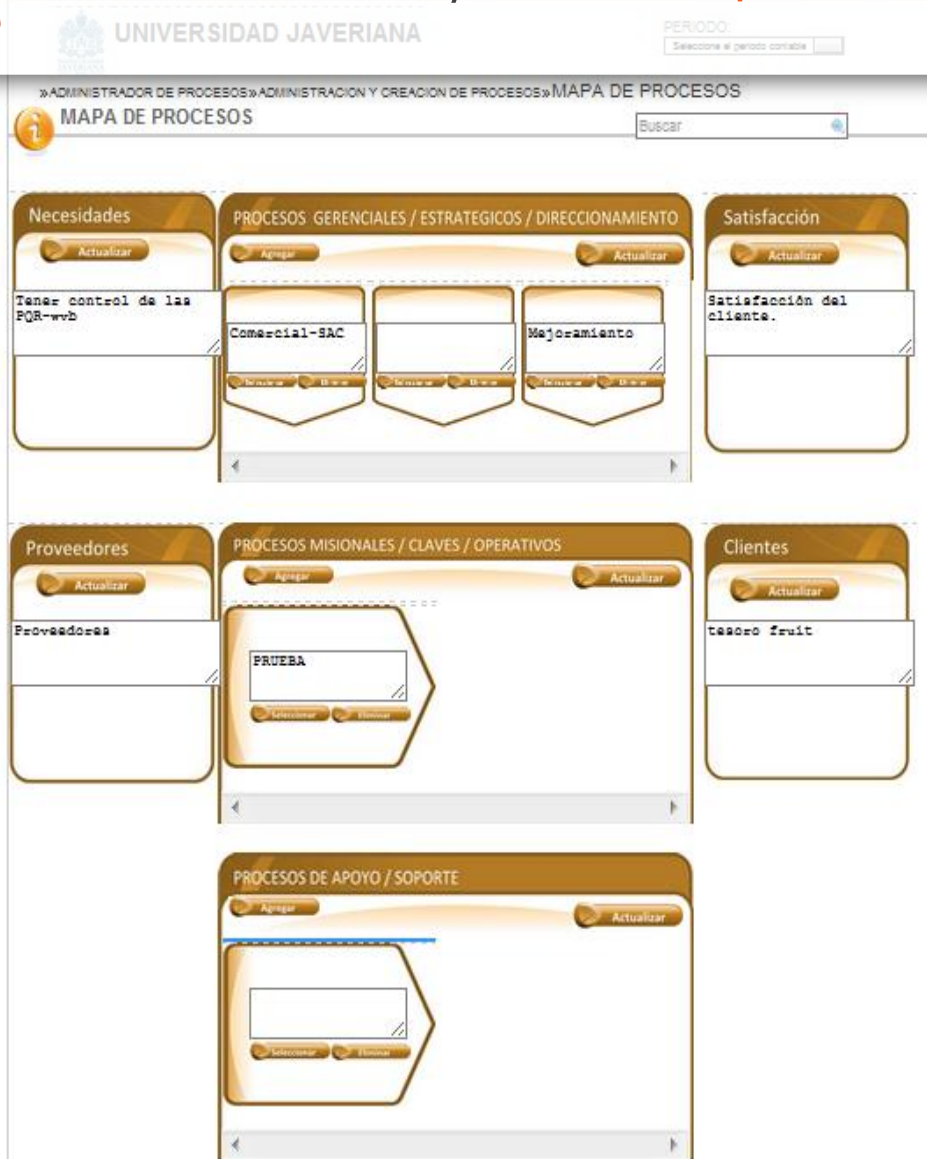 UNIVERSIDAD JAVERIANA
PERIODO:
Seleccione el periodo contable
»ADMINISTRADOR DE PROCESOS»ADMINISTRACION Y CREACION DE PROCESOS»MAPA DE PROCESOS
MAPA DE PROCESOS
Buscar
Necesidades
Actualizar
Tener control de las
PQR-wvb
PROCESOS GERENCIALES / ESTRATEGICOS / DIRECCIONAMIENTO
Agregar
Actualizar
Comercial-SAC
Mejoramiento
Satisfacción
Actualizar
Satisfacción del
cliente.
Proveedores
Actualizar
Proveedores
PROCESOS MISIONALES / CLAVES / OPERATIVOS
Agregar
Actualizar
PRUEBA
Seleccionar
Eliminar
Clientes
Actualizar
tesoro fruit
PROCESOS DE APOYO / SOPORTE
Agregar
Actualizar
Seleccionar
Eliminar